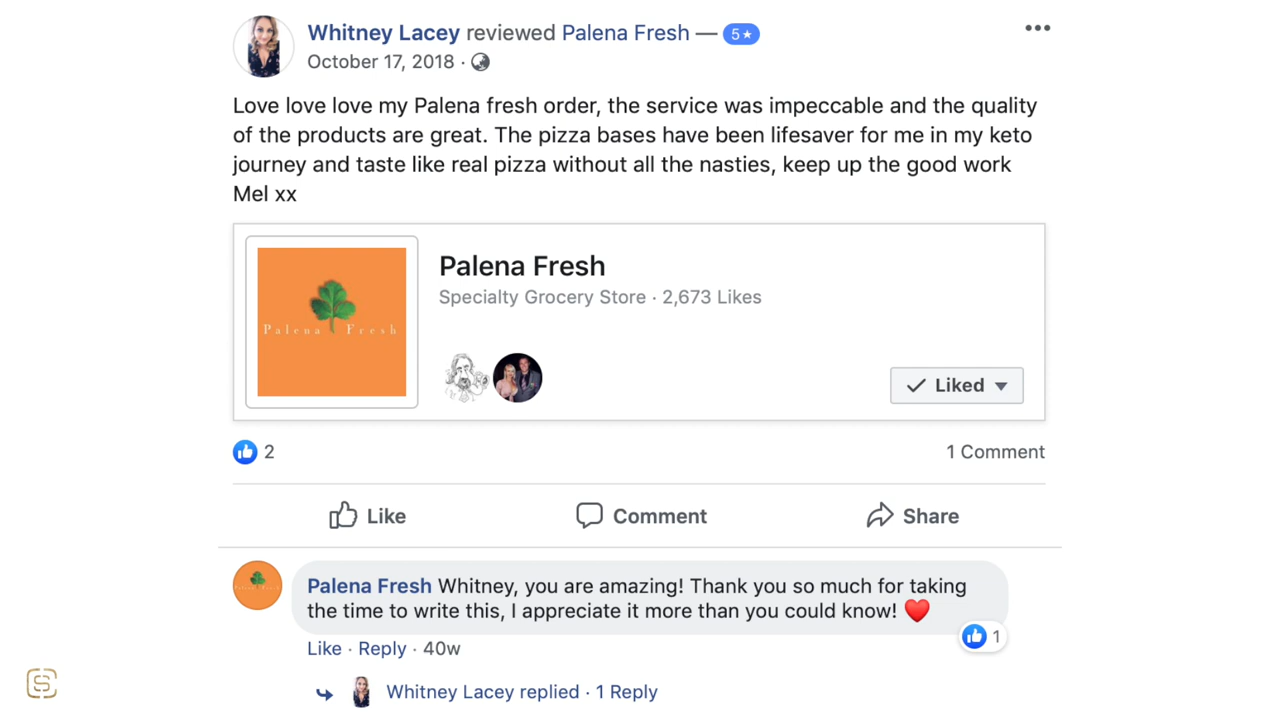 Whitney Lacey reviewed Palena Fresh — 5★
October 17, 2018 ·
Love love love my Palena fresh order, the service was impeccable and the quality
of the products are great. The pizza bases have been lifesaver for me in my keto
journey and taste like real pizza without all the nasties, keep up the good work
Mel xx
Palena Fresh
Palena Fresh
Specialty Grocery Store · 2,673 Likes
Liked
2
1 Comment
Like
Comment
Share
Palena Fresh Whitney, you are amazing! Thank you so much for taking
the time to write this, I appreciate it more than you could know! ❤️
1
Like · Reply · 40w
Whitney Lacey replied · 1 Reply
S